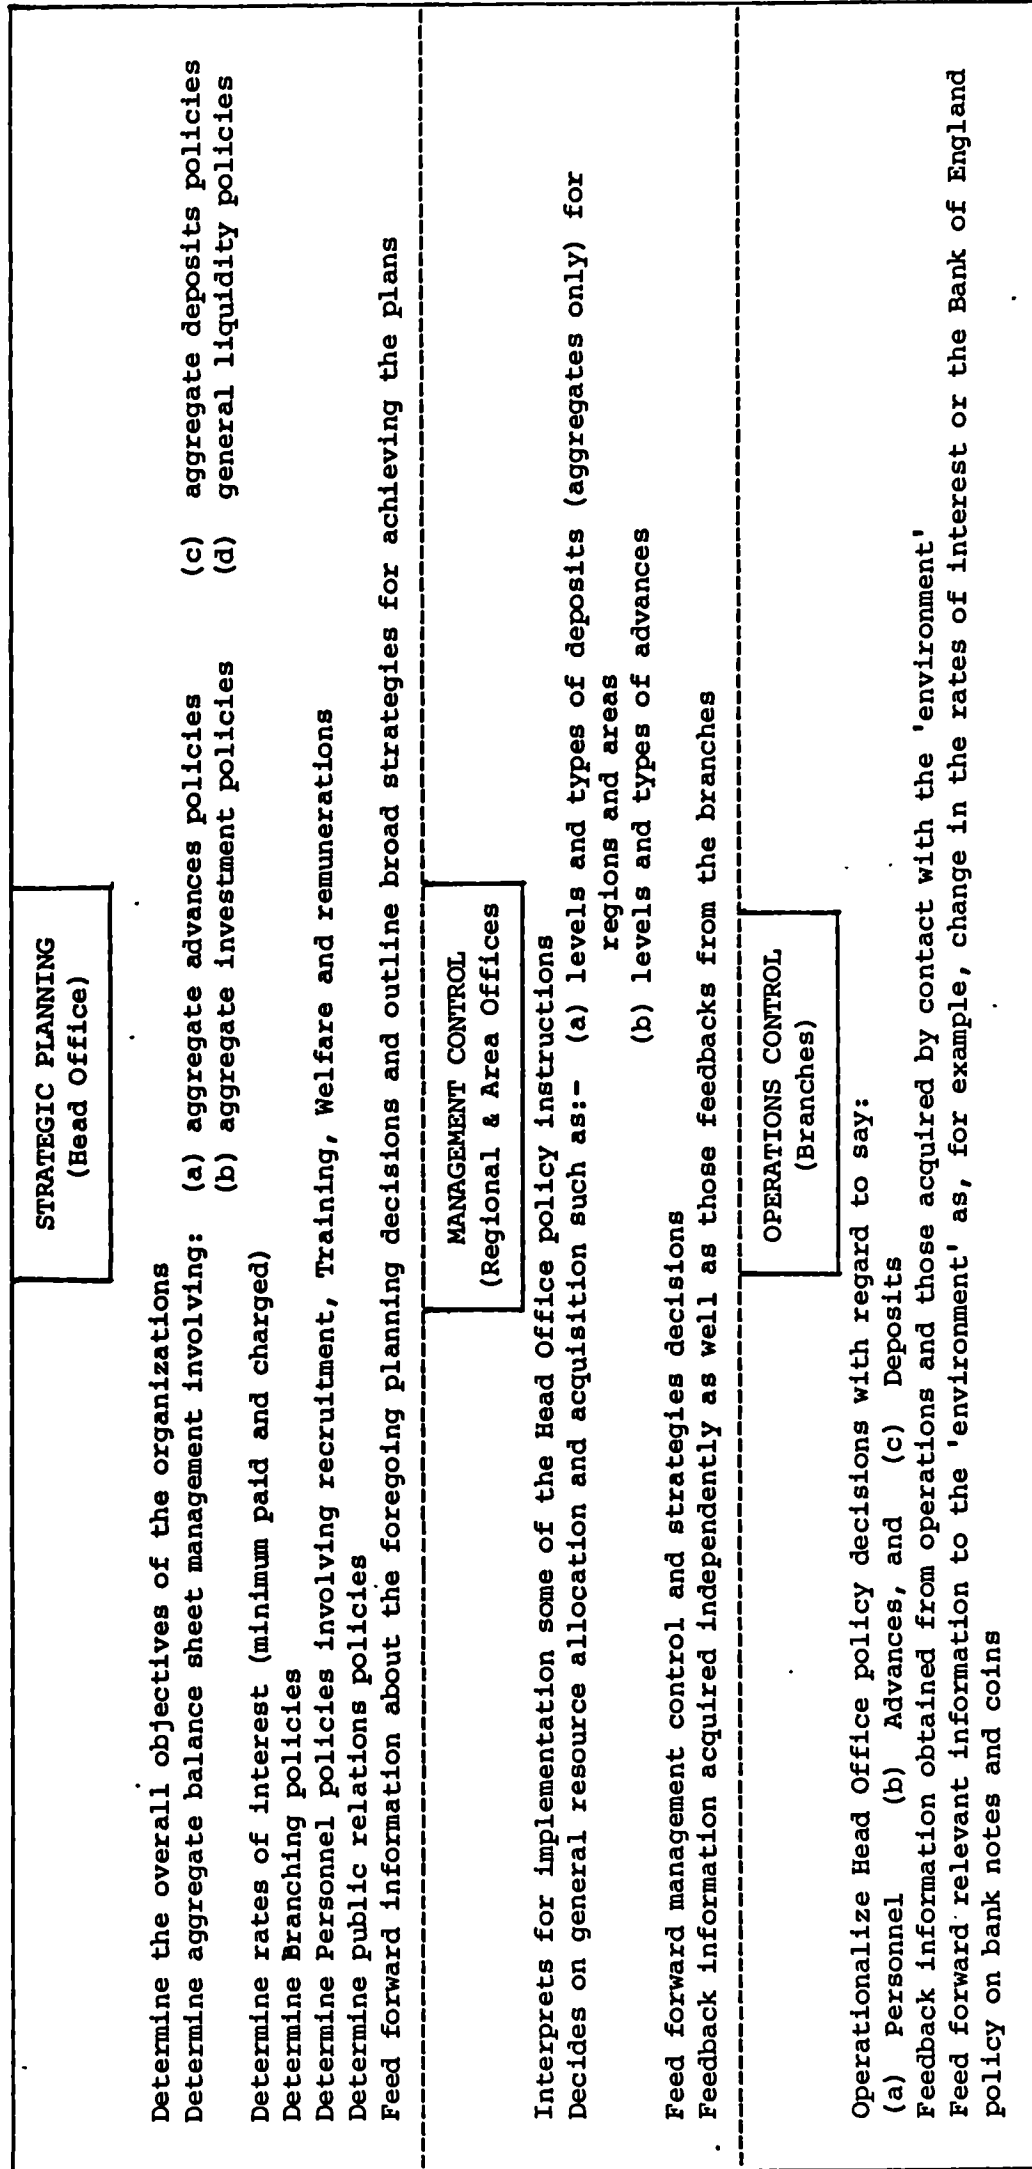 STRATEGIC PLANNING
(Head Office)
Determine the overall objectives of the organizations
Determine aggregate balance sheet management involving: (a) aggregate advances policies (c) aggregate deposits policies
(b) aggregate investment policies (d) general liquidity policies
Determine rates of interest (minimum paid and charged)
Determine Branching policies
Determine Personnel policies involving recruitment, Training, Welfare and remunerations
Determine public relations policies
Feed forward information about the foregoing planning decisions and outline broad strategies for achieving the plans
MANAGEMENT CONTROL
(Regional & Area Offices
Interprets for implementation some of the Head Office policy instructions
Decides on general resource allocation and acquisition such as:- (a) levels and types of deposits (aggregates only) for
regions and areas
(b) levels and types of advances
Feed forward management control and strategies decisions
Feedback information acquired independently as well as those feedbacks from the branches
OPERATIONS CONTROL
(Branches)
Operationalize Head Office policy decisions with regard to say:
(a) Personnel (b) Advances, and (c) Deposits
Feedback information obtained from operations and those acquired by contact with the 'environment'
Feed forward relevant information to the 'environment' as, for example, change in the rates of interest or the Bank of England
policy on bank notes and coins